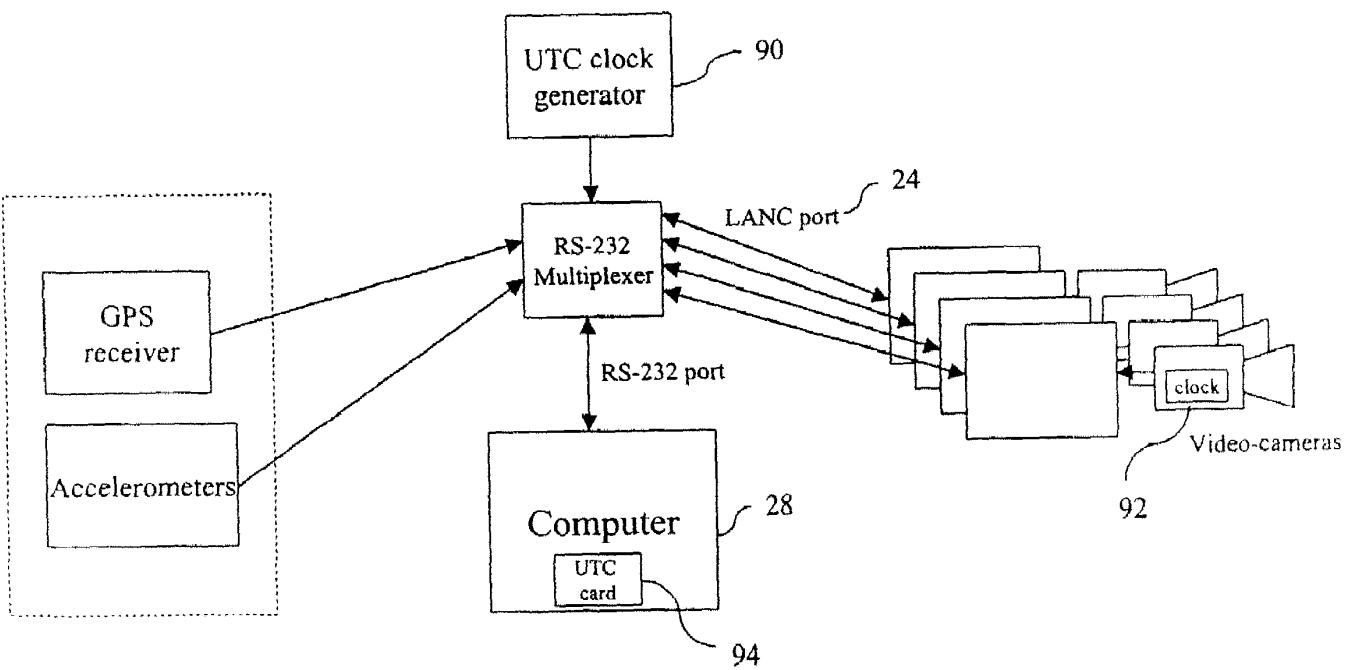 UTC clock
generator
90
24
LANC port
RS-232
Multiplexer
GPS
receiver
RS-232 port
clock
Video-cameras
Accelerometers
92
Computer
28
UTC
card
94